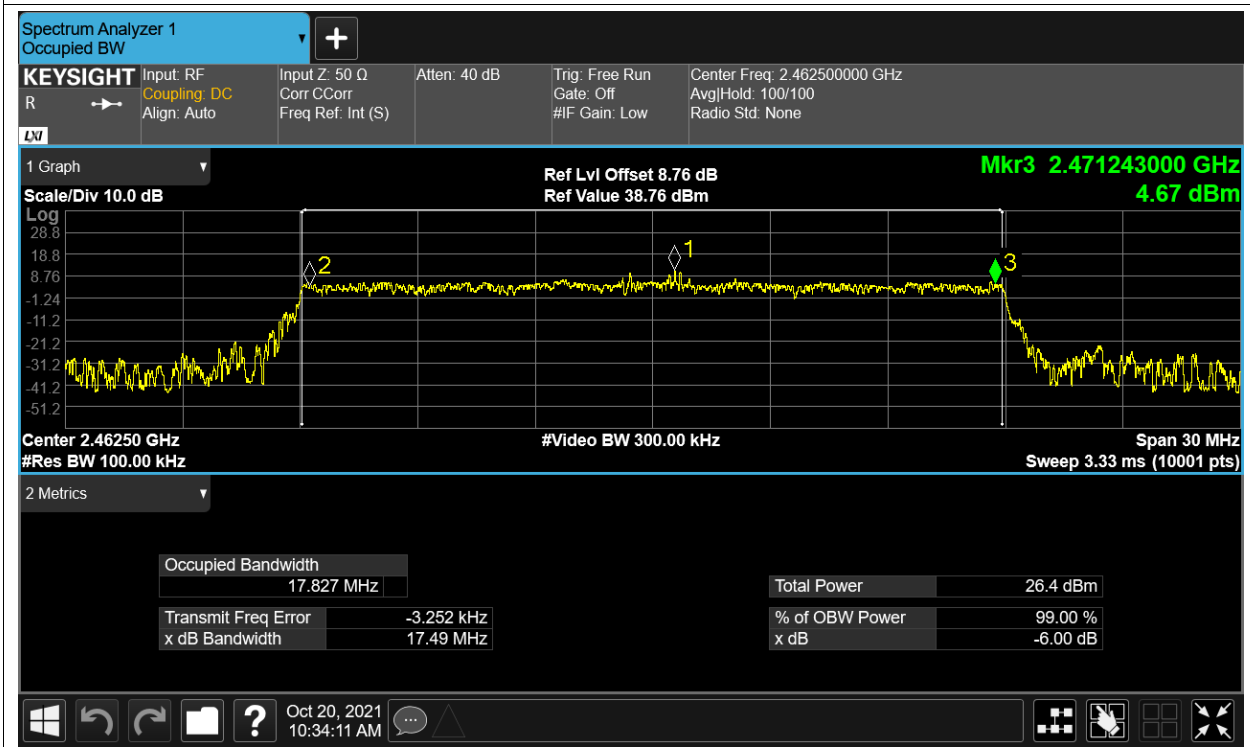 Spectrum Analyzer 1
Occupied BW
KEYSIGHT
R
LXI
Input: RF
Coupling: DC
Align: Auto
Input Z: 50 Ω
Corr CCorr
Freq Ref: Int (S)
Atten: 40 dB
Trig: Free Run
Gate: Off
#IF Gain: Low
Center Freq: 2.462500000 GHz
Avg|Hold: 100/100
Radio Std: None
1 Graph
Scale/Div 10.0 dB
Ref Lvl Offset 8.76 dB
Ref Value 38.76 dBm
Mkr3 2.471243000 GHz
4.67 dBm
Log
28.8
18.8
8.76
-1.24
-11.2
-21.2
-31.2
-41.2
-51.2
2
1
3
Center 2.46250 GHz
#Res BW 100.00 kHz
#Video BW 300.00 kHz
Span 30 MHz
Sweep 3.33 ms (10001 pts)
2 Metrics
Occupied Bandwidth
17.827 MHz
Transmit Freq Error -3.252 kHz
x dB Bandwidth 17.49 MHz
Total Power 26.4 dBm
% of OBW Power 99.00 %
x dB -6.00 dB
?
Oct 20, 2021
10:34:11 AM